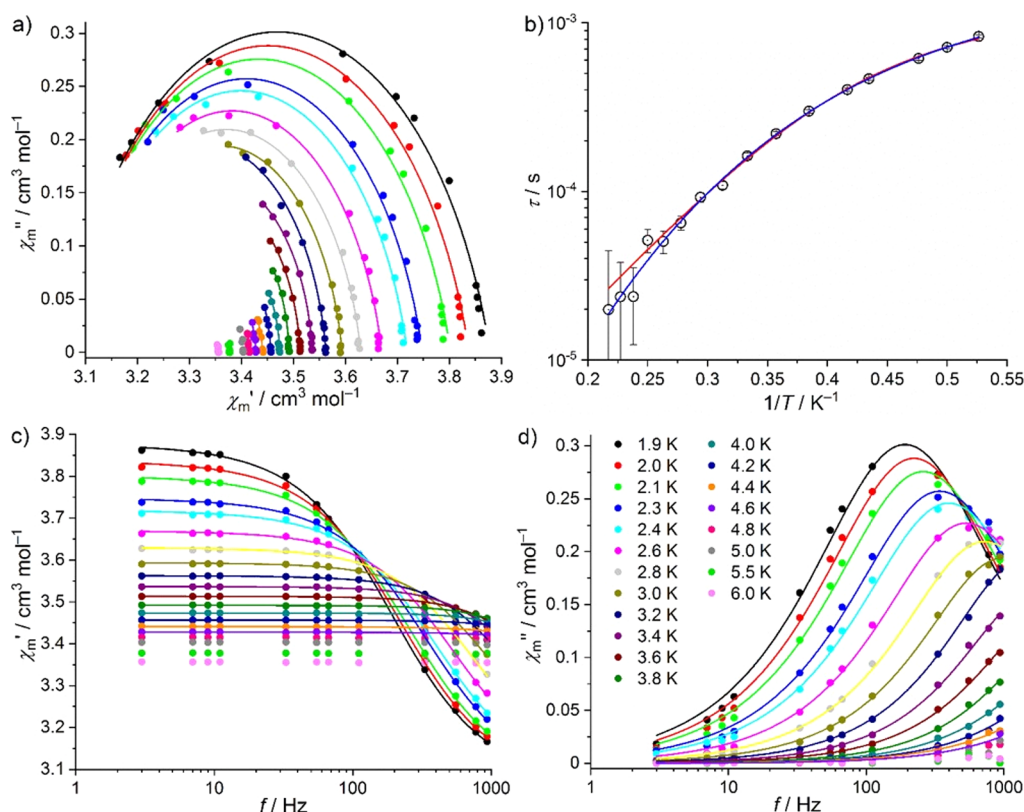 a)
0.3
0.25
0.20
0.15
0.1
0.05
0
χm'' / cm³ mol⁻¹
3.1 3.2 3.3 3.4 3.5 3.6 3.7 3.8 3.9
χm' / cm³ mol⁻¹
b)
10⁻³
10⁻⁴
10⁻⁵
τ / s
0.2 0.25 0.3 0.35 0.4 0.45 0.5 0.55
1/T / K⁻¹
c)
3.9
3.8
3.7
3.6
3.5
3.4
3.3
3.2
3.1
χm' / cm³ mol⁻¹
1 10 100 1000
f / Hz
d)
0.3
0.25
0.2
0.15
0.1
0.05
0
χm'' / cm³ mol⁻¹
1.9 K 4.0 K
2.0 K 4.2 K
2.1 K 4.4 K
2.3 K 4.6 K
2.4 K 4.8 K
2.6 K 5.0 K
2.8 K 5.5 K
3.0 K 6.0 K
3.2 K
3.4 K
3.6 K
3.8 K
1 10 100 1000
f / Hz